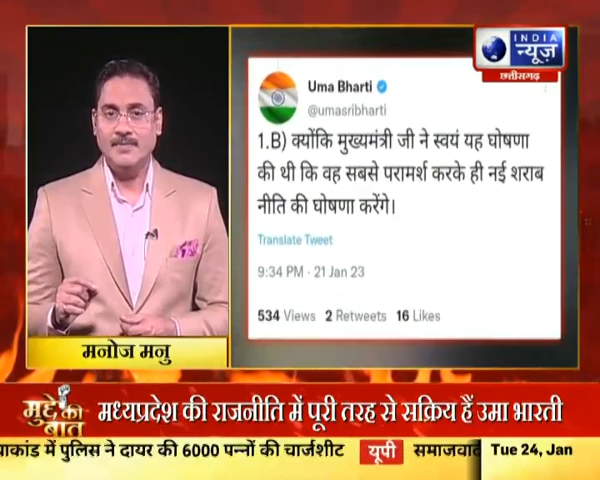 INDIA
न्यूज़
छत्तीसगढ़
Uma Bharti
@umasribharti
1.B) क्योंकि मुख्यमंत्री जी ने स्वयं यह घोषणा
की थी कि वह सबसे परामर्श करके ही नई शराब
नीति की घोषणा करेंगे।
Translate Tweet
9:34 PM · 21 Jan 23
534 Views 2 Retweets 16 Likes
मनोज मनु
मुद्दे की
बात
मध्यप्रदेश की राजनीति में पूरी तरह से सक्रिय हैं उमा भारती
में पुलिस ने दायर की 6000 पन्नों की चार्जशीट यूपी Tue 24, Jan